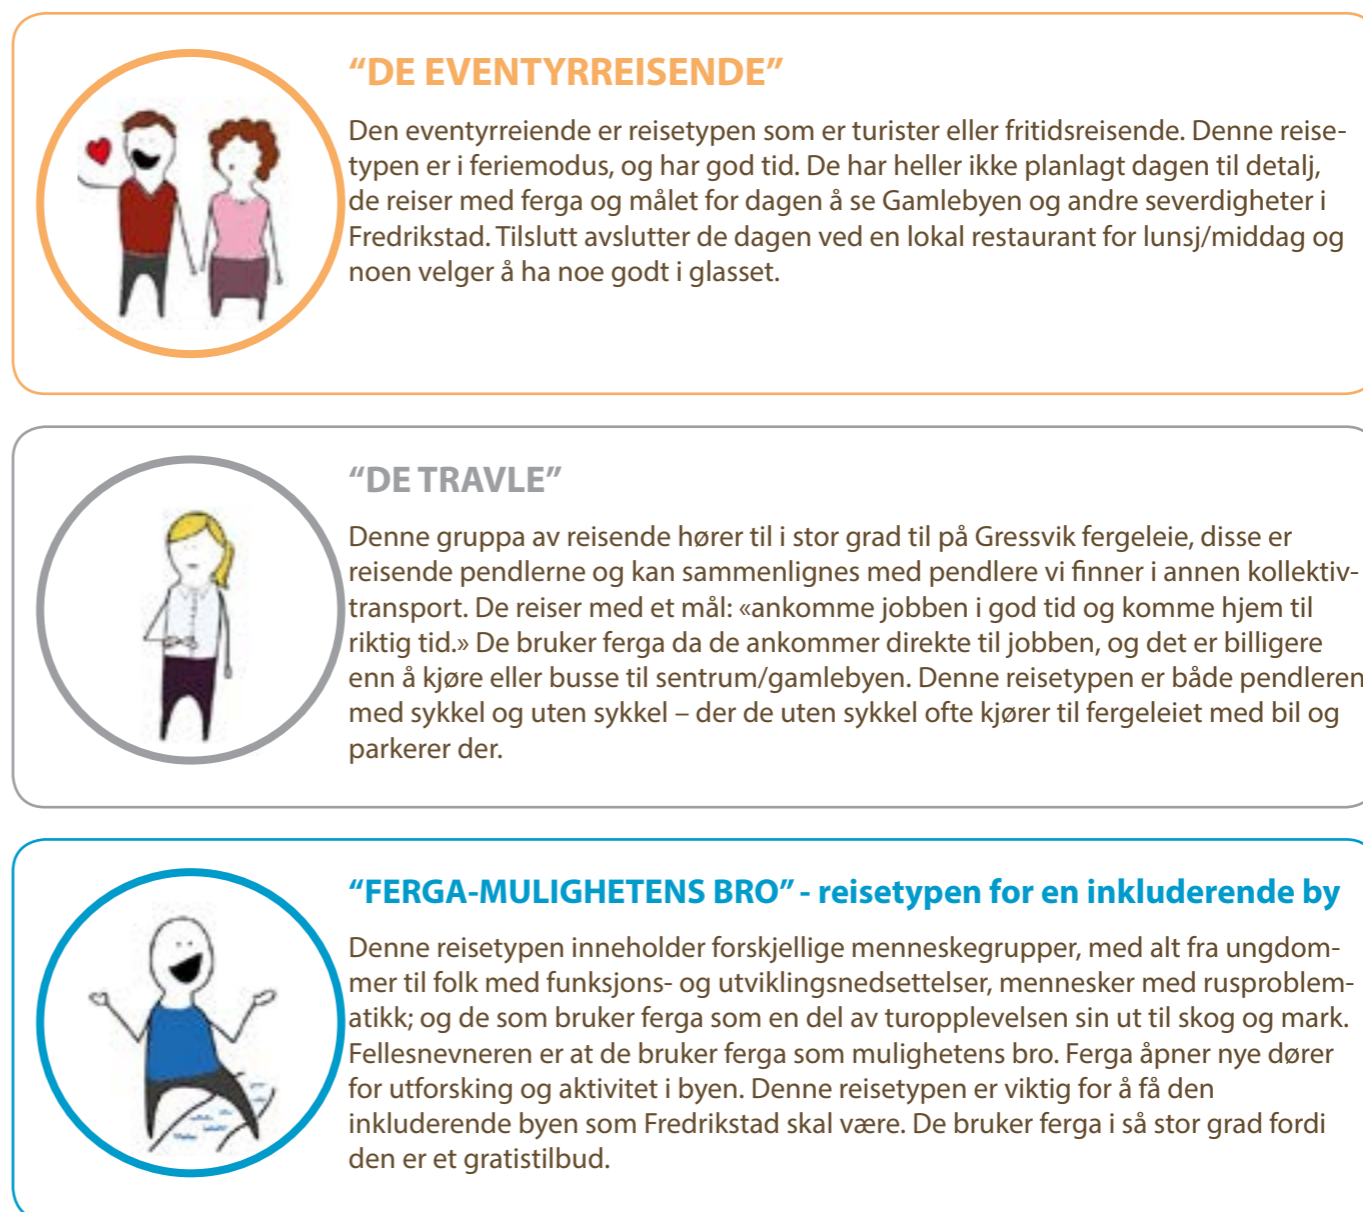 “DE EVENTYRREISENDE”
Den eventyrreiende er reisetypen som er turister eller fritidsreisende. Denne reise-
typen er i feriemodus, og har god tid. De har heller ikke planlagt dagen til detalj,
de reiser med ferga og målet for dagen å se Gamlebyen og andre severdigheter i
Fredrikstad. Tilslutt avslutter de dagen ved en lokal restaurant for lunsj/middag og
noen velger å ha noe godt i glasset.
“DE TRAVLE”
Denne gruppa av reisende hører til i stor grad til på Gressvik fergeleie, disse er
reisende pendlerne og kan sammenlignes med pendlere vi finner i annen kollektiv-
transport. De reiser med et mål: «ankomme jobben i god tid og komme hjem til
riktig tid.» De bruker ferga da de ankommer direkte til jobben, og det er billigere
enn å kjøre eller busse til sentrum/gamlebyen. Denne reisetypen er både pendleren
med sykkel og uten sykkel – der de uten sykkel ofte kjører til fergeleiet med bil og
parkerer der.
“FERGA-MULIGHETENS BRO” - reisetypen for en inkluderende by
Denne reisetypen inneholder forskjellige menneskegrupper, med alt fra ungdom-
mer til folk med funksjons- og utviklingsnedsettelser, mennesker med rusproblem-
atikk; og de som bruker ferga som en del av turopplevelsen sin ut til skog og mark.
Fellesnevneren er at de bruker ferga som mulighetens bro. Ferga åpner nye dører
for utforsking og aktivitet i byen. Denne reisetypen er viktig for å få den
inkluderende byen som Fredrikstad skal være. De bruker ferga i så stor grad fordi
den er et gratistilbud.